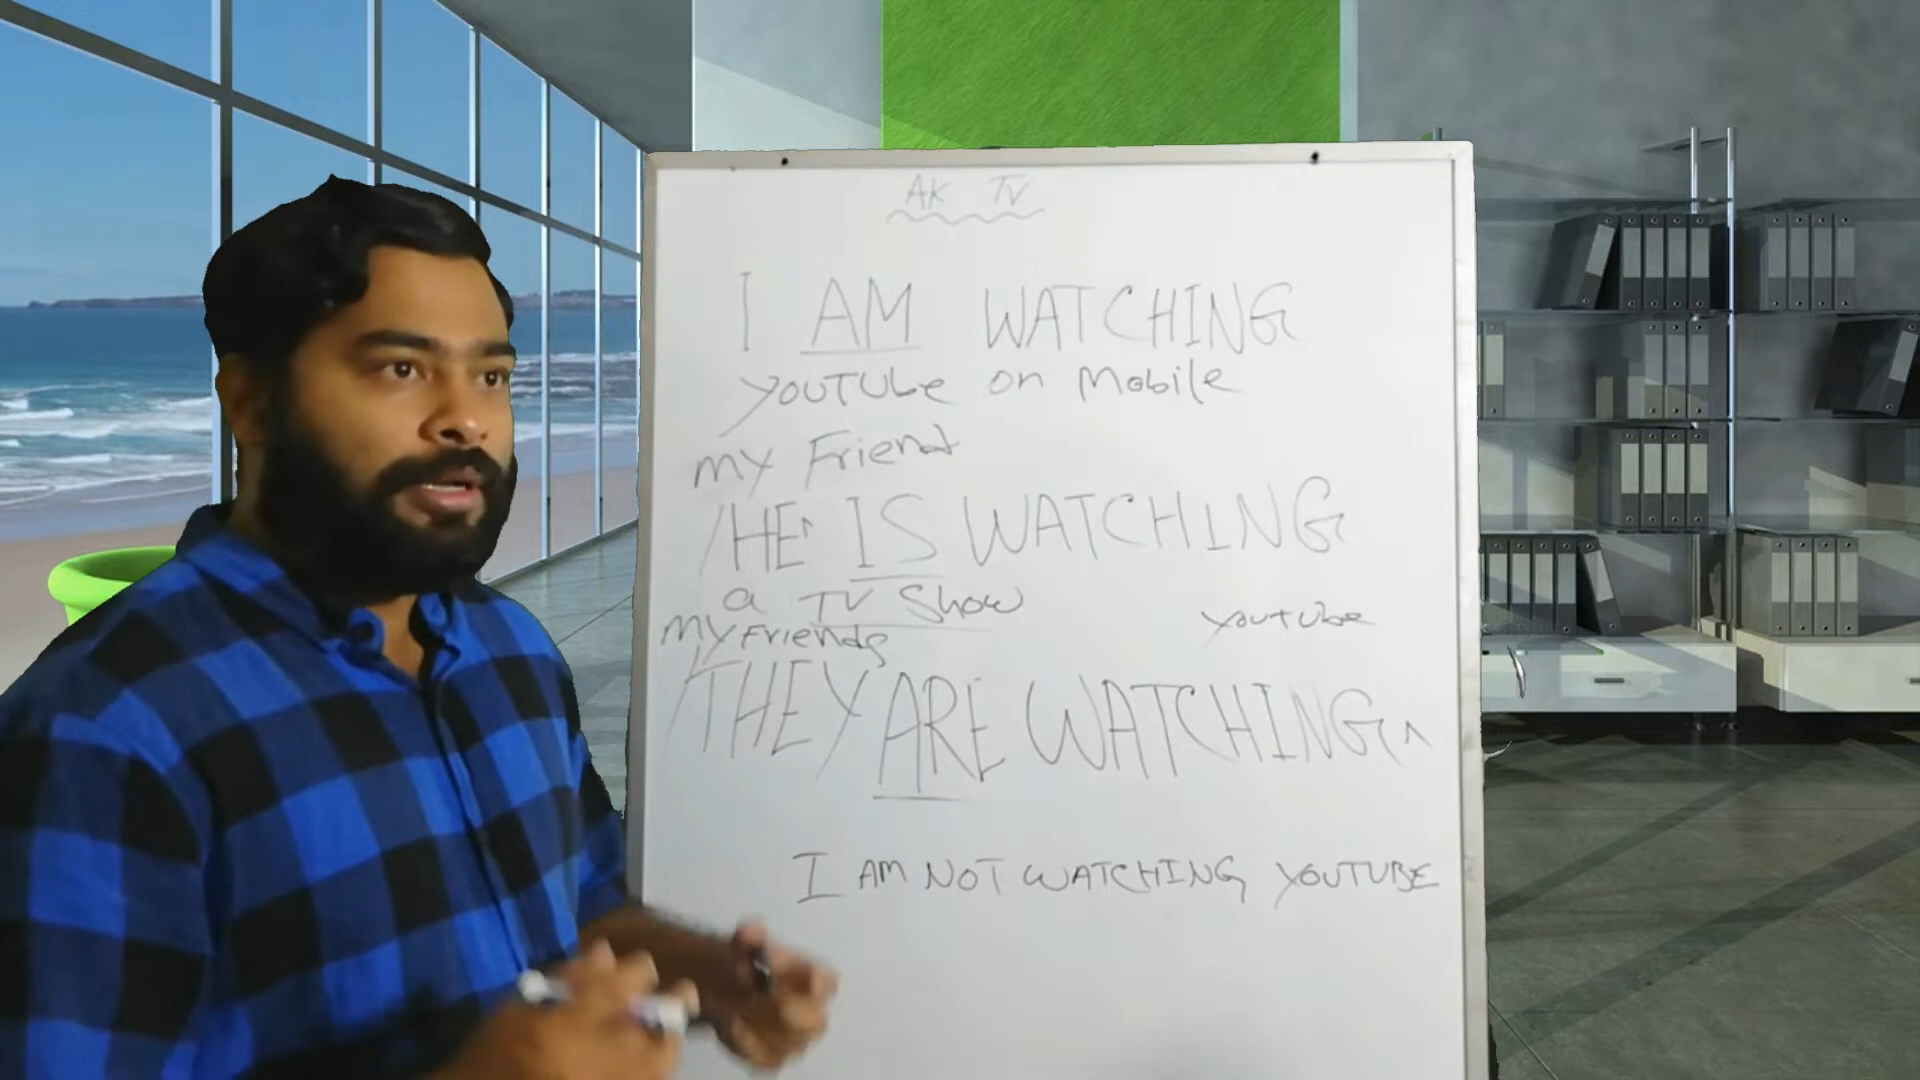 AK TV
I AM WATCHING
YOUTUbe on Mobile
my Friend
/HE^ IS WATCHING
a TV Show
youtube
my Friends
/THEY ARE WATCHING^
I AM NOT WATCHING YOUTUBE